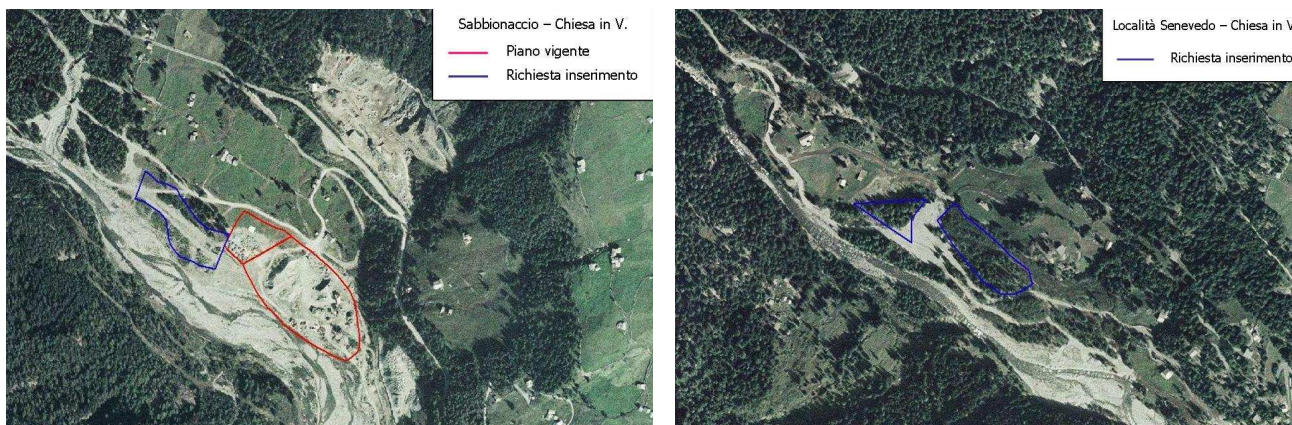 Sabbionaccio – Chiesa in V.
Piano vigente
Richiesta inserimento
Località Senevedo – Chiesa in V
Richiesta inserimento